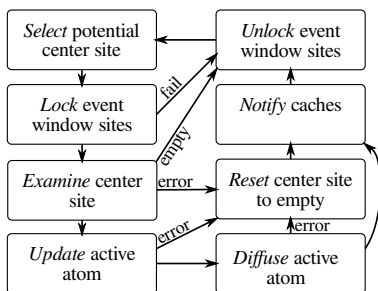 Select potential
center site
Unlock event
window sites
fail
Lock event
window sites
Notify caches
empty
Examine center
site
error
Reset center site
to empty
error
error
Update active
atom
Diffuse active
atom